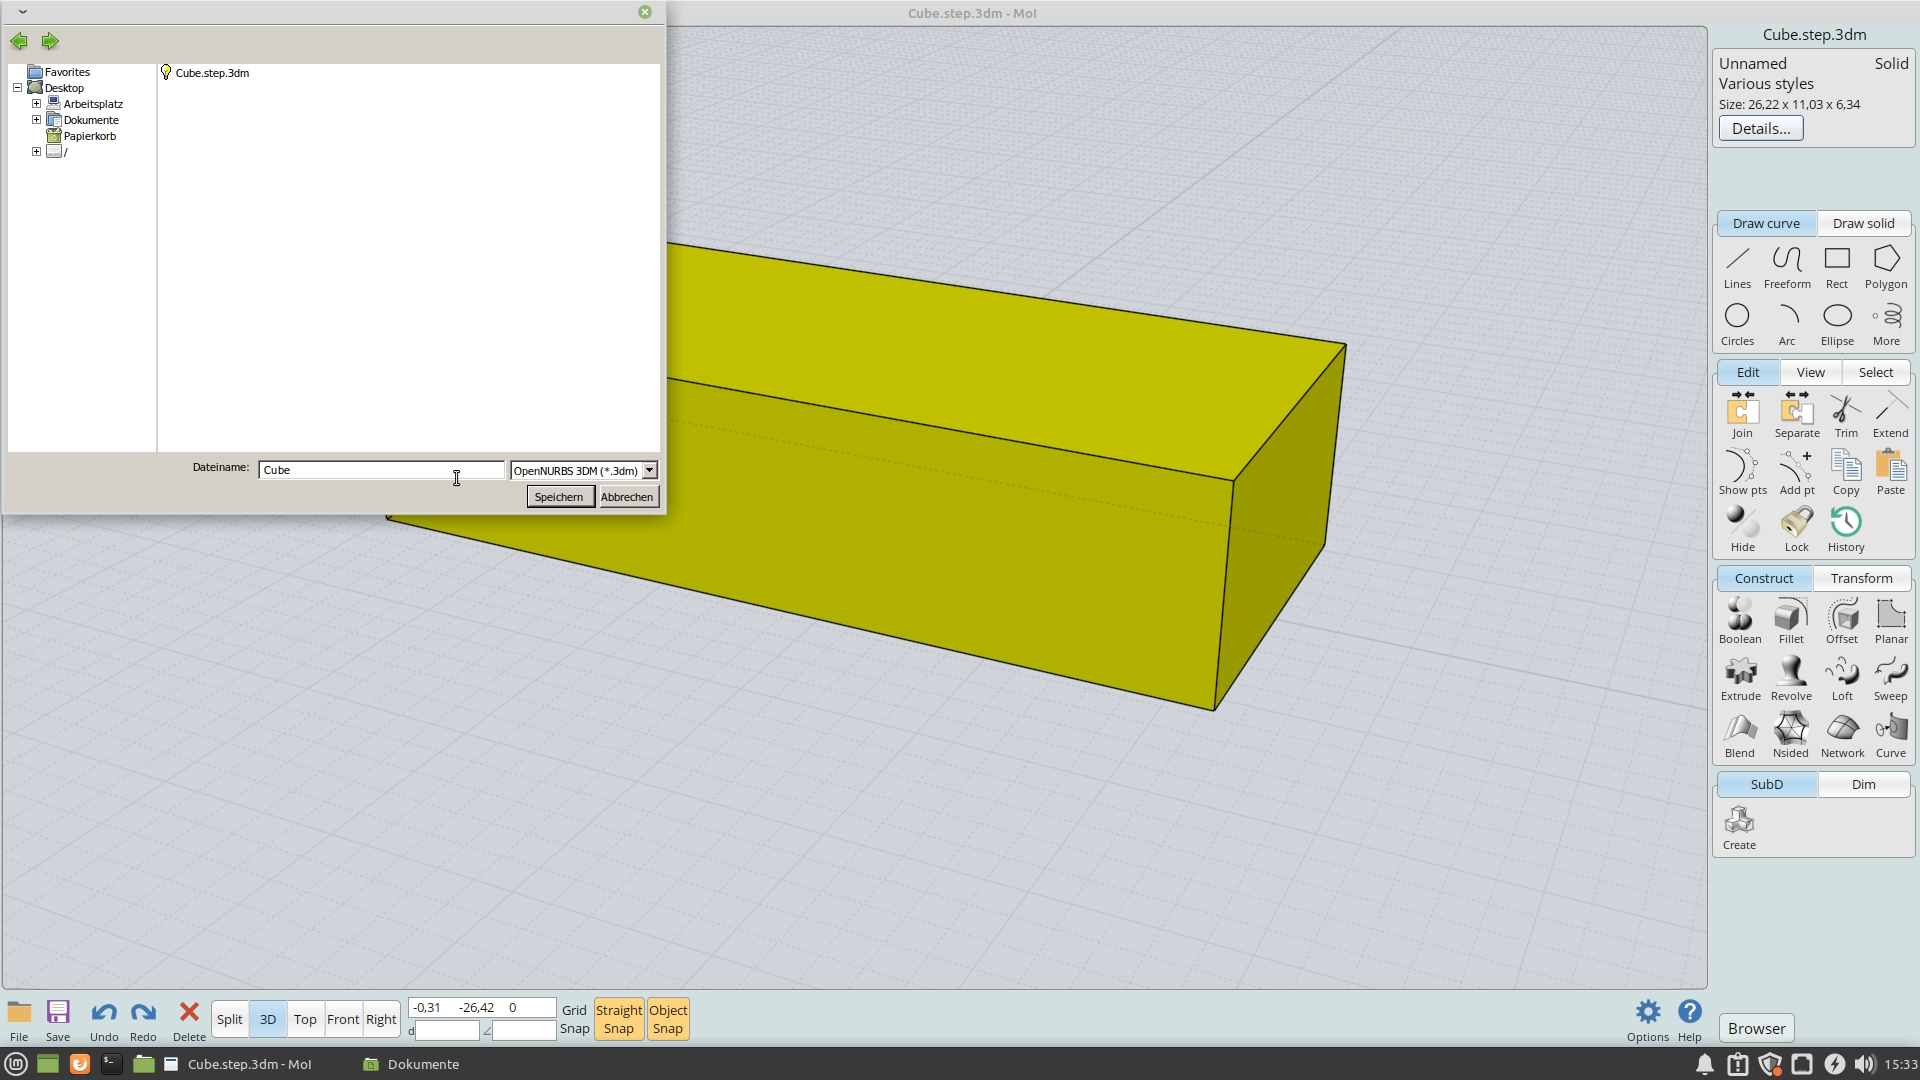 Cube.step.3dm - MoI
Favorites
Desktop
Arbeitsplatz
Dokumente
Papierkorb
/
Cube.step.3dm
Dateiname:
Cube
OpenNURBS 3DM (*.3dm)
Speichern
Abbrechen
Cube.step.3dm
Unnamed Solid
Various styles
Size: 26,22 x 11,03 x 6,34
Details...
Draw curve Draw solid
Lines Freeform Rect Polygon
Circles Arc Ellipse More
Edit View Select
Join Separate Trim Extend
Show pts Add pt Copy Paste
Hide Lock History
Construct Transform
Boolean Fillet Offset Planar
Extrude Revolve Loft Sweep
Blend Nsided Network Curve
SubD Dim
Create
File Save Undo Redo Delete
Split 3D Top Front Right
-0,31 -26,42 0
d
Grid
Snap
Straight
Snap
Object
Snap
Options Help
Browser
Cube.step.3dm - MoI
Dokumente
15:33